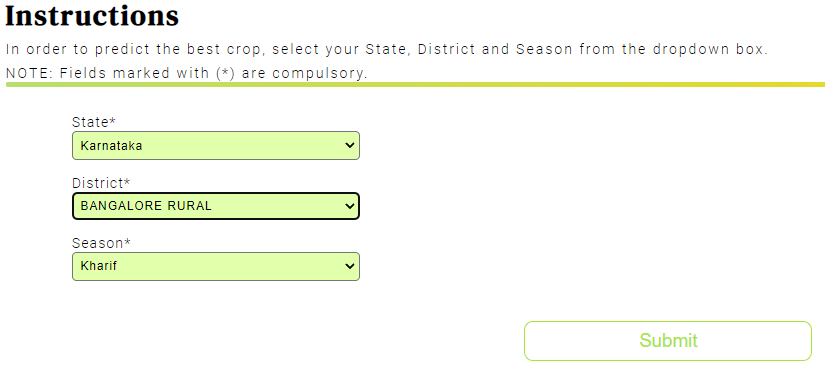 Instructions
In order to predict the best crop, select your State, District and Season from the dropdown box.
NOTE: Fields marked with (*) are compulsory.
State*
Karnataka
District*
BANGALORE RURAL
Season*
Kharif
Submit